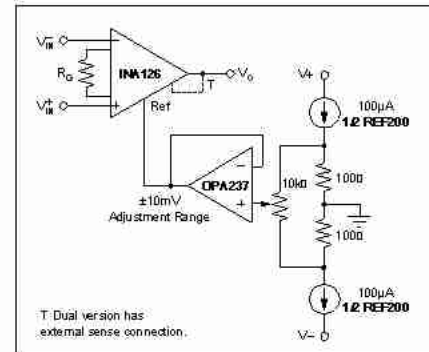 V⁻IN
RG
V⁺IN
INA126
Ref
T
Vo
V+
100µA
1/2 REF200
±10mV
Adjustment Range
OPA237
10kΩ
100Ω
100Ω
100µA
1/2 REF200
V–
T Dual version has
external sense connection.